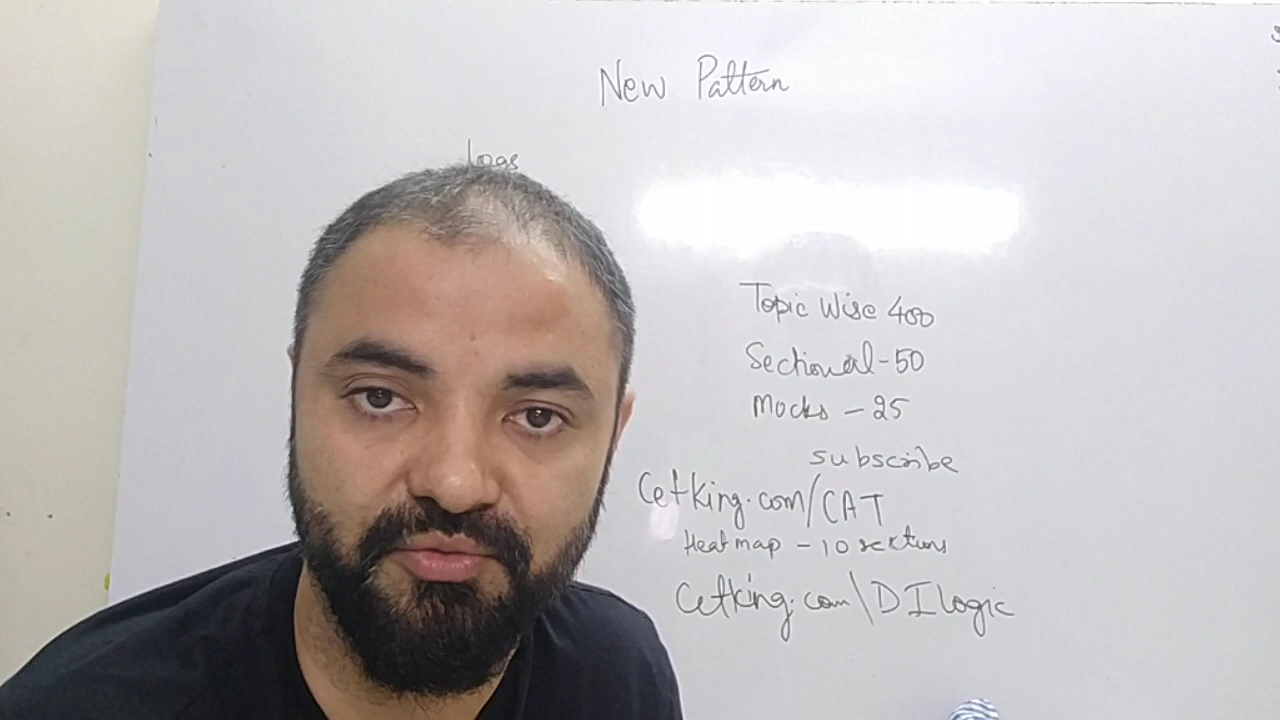 New Pattern
logs
Topic Wise 400
Sectional-50
Mocks - 25
subscribe
Cetking.com/CAT
Heatmap - 10 sections
Cetking.com\DILogic